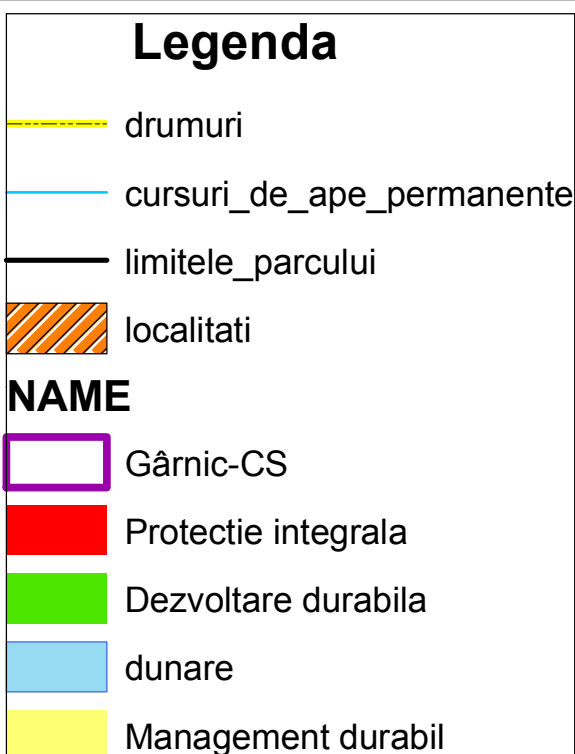 Legenda
drumuri
cursuri_de_ape_permanente
limitele_parcului
localitati
NAME
Gârnic-CS
Protectie integrala
Dezvoltare durabila
dunare
Management durabil